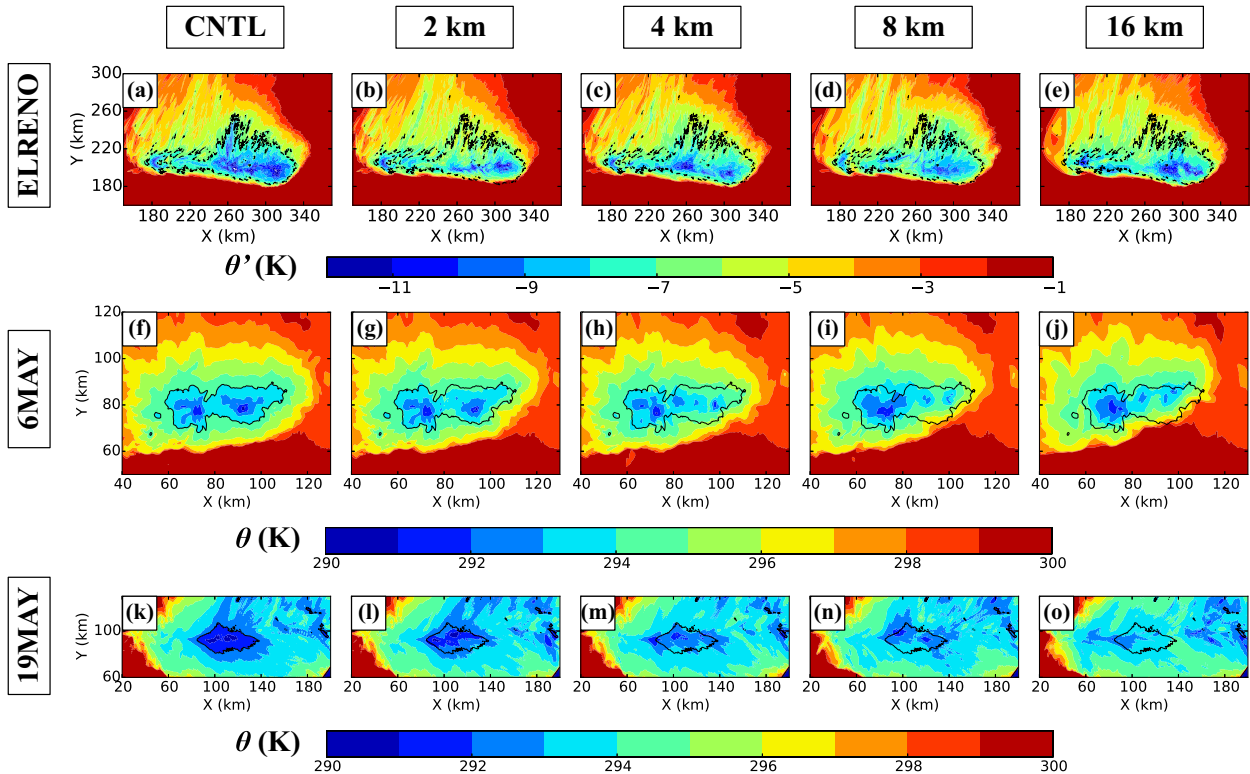 CNTL 2 km 4 km 8 km 16 km
ELRENO
Y (km)
300 260 220 180
(a) (b) (c) (d) (e)
180 220 260 300 340 180 220 260 300 340 180 220 260 300 340 180 220 260 300 340 180 220 260 300 340
X (km) X (km) X (km) X (km) X (km)
θ' (K)
−11 −9 −7 −5 −3 −1
6MAY
Y (km)
120 100 80 60
(f) (g) (h) (i) (j)
40 60 80 100 120 40 60 80 100 120 40 60 80 100 120 40 60 80 100 120 40 60 80 100 120
X (km) X (km) X (km) X (km) X (km)
θ (K)
290 292 294 296 298 300
19MAY
Y (km)
100 60
(k) (l) (m) (n) (o)
20 60 100 140 180 20 60 100 140 180 20 60 100 140 180 20 60 100 140 180 20 60 100 140 180
X (km) X (km) X (km) X (km) X (km)
θ (K)
290 292 294 296 298 300